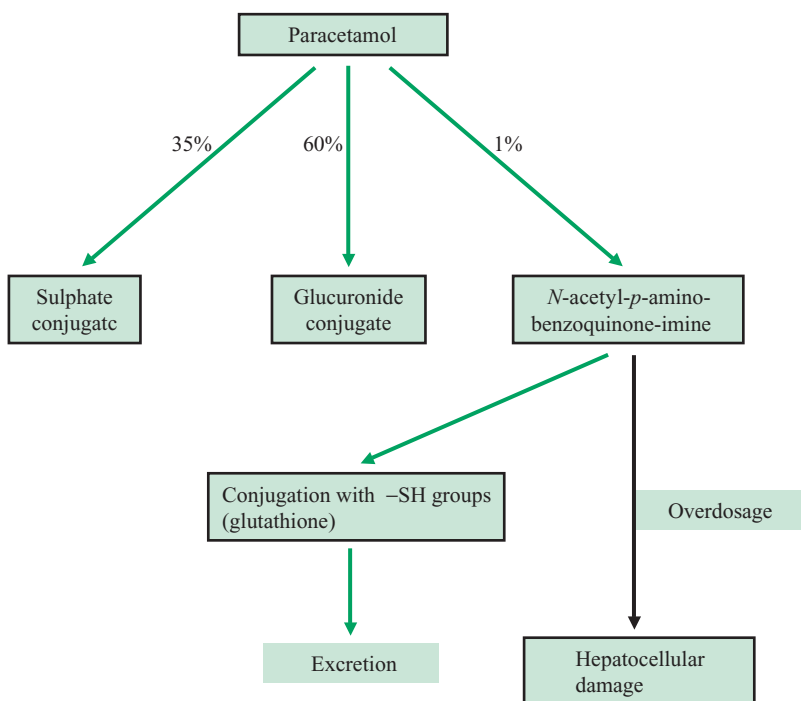 Paracetamol
35%
60%
1%
Sulphate
conjugatc
Glucuronide
conjugate
N-acetyl-p-amino-
benzoquinone-imine
Conjugation with –SH groups
(glutathione)
Overdosage
Excretion
Hepatocellular
damage